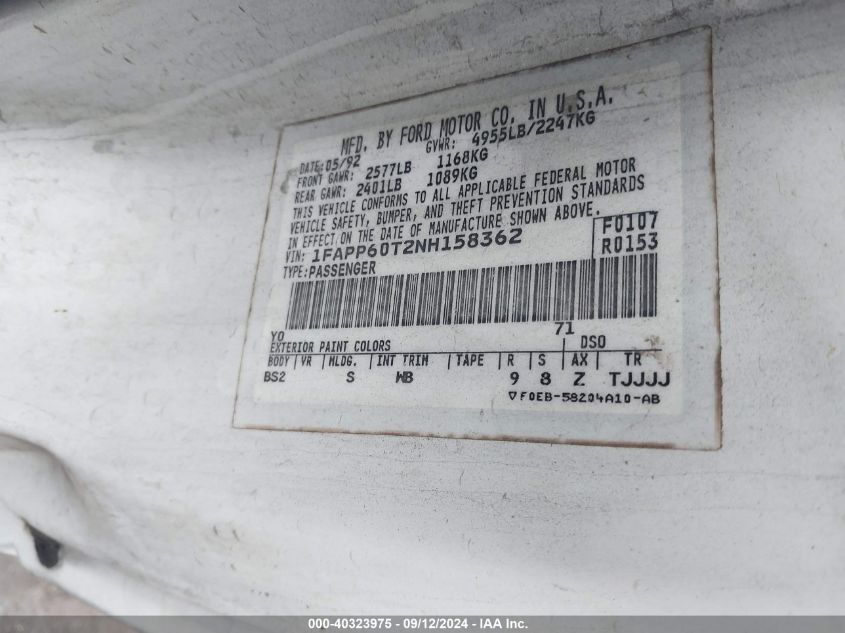 MFD. BY FORD MOTOR CO. IN U.S.A.
DATE:05/92 GVWR: 4955LB/2247KG
FRONT GAWR: 2577LB 1168KG
REAR GAWR: 2401LB 1089KG
THIS VEHICLE CONFORMS TO ALL APPLICABLE FEDERAL MOTOR
VEHICLE SAFETY, BUMPER, AND THEFT PREVENTION STANDARDS
IN EFFECT ON THE DATE OF MANUFACTURE SHOWN ABOVE.
VIN: 1FAPP60T2NH158362 F0107
TYPE:PASSENGER R0153
YO 71
EXTERIOR PAINT COLORS DSO
BODY VR MLDG. INT TRIM TAPE R S AX TR
BS2 S WB 9 8 Z TJJJJ
▽F0EB-58204A10-AB
000-40323975 - 09/12/2024 - IAA Inc.